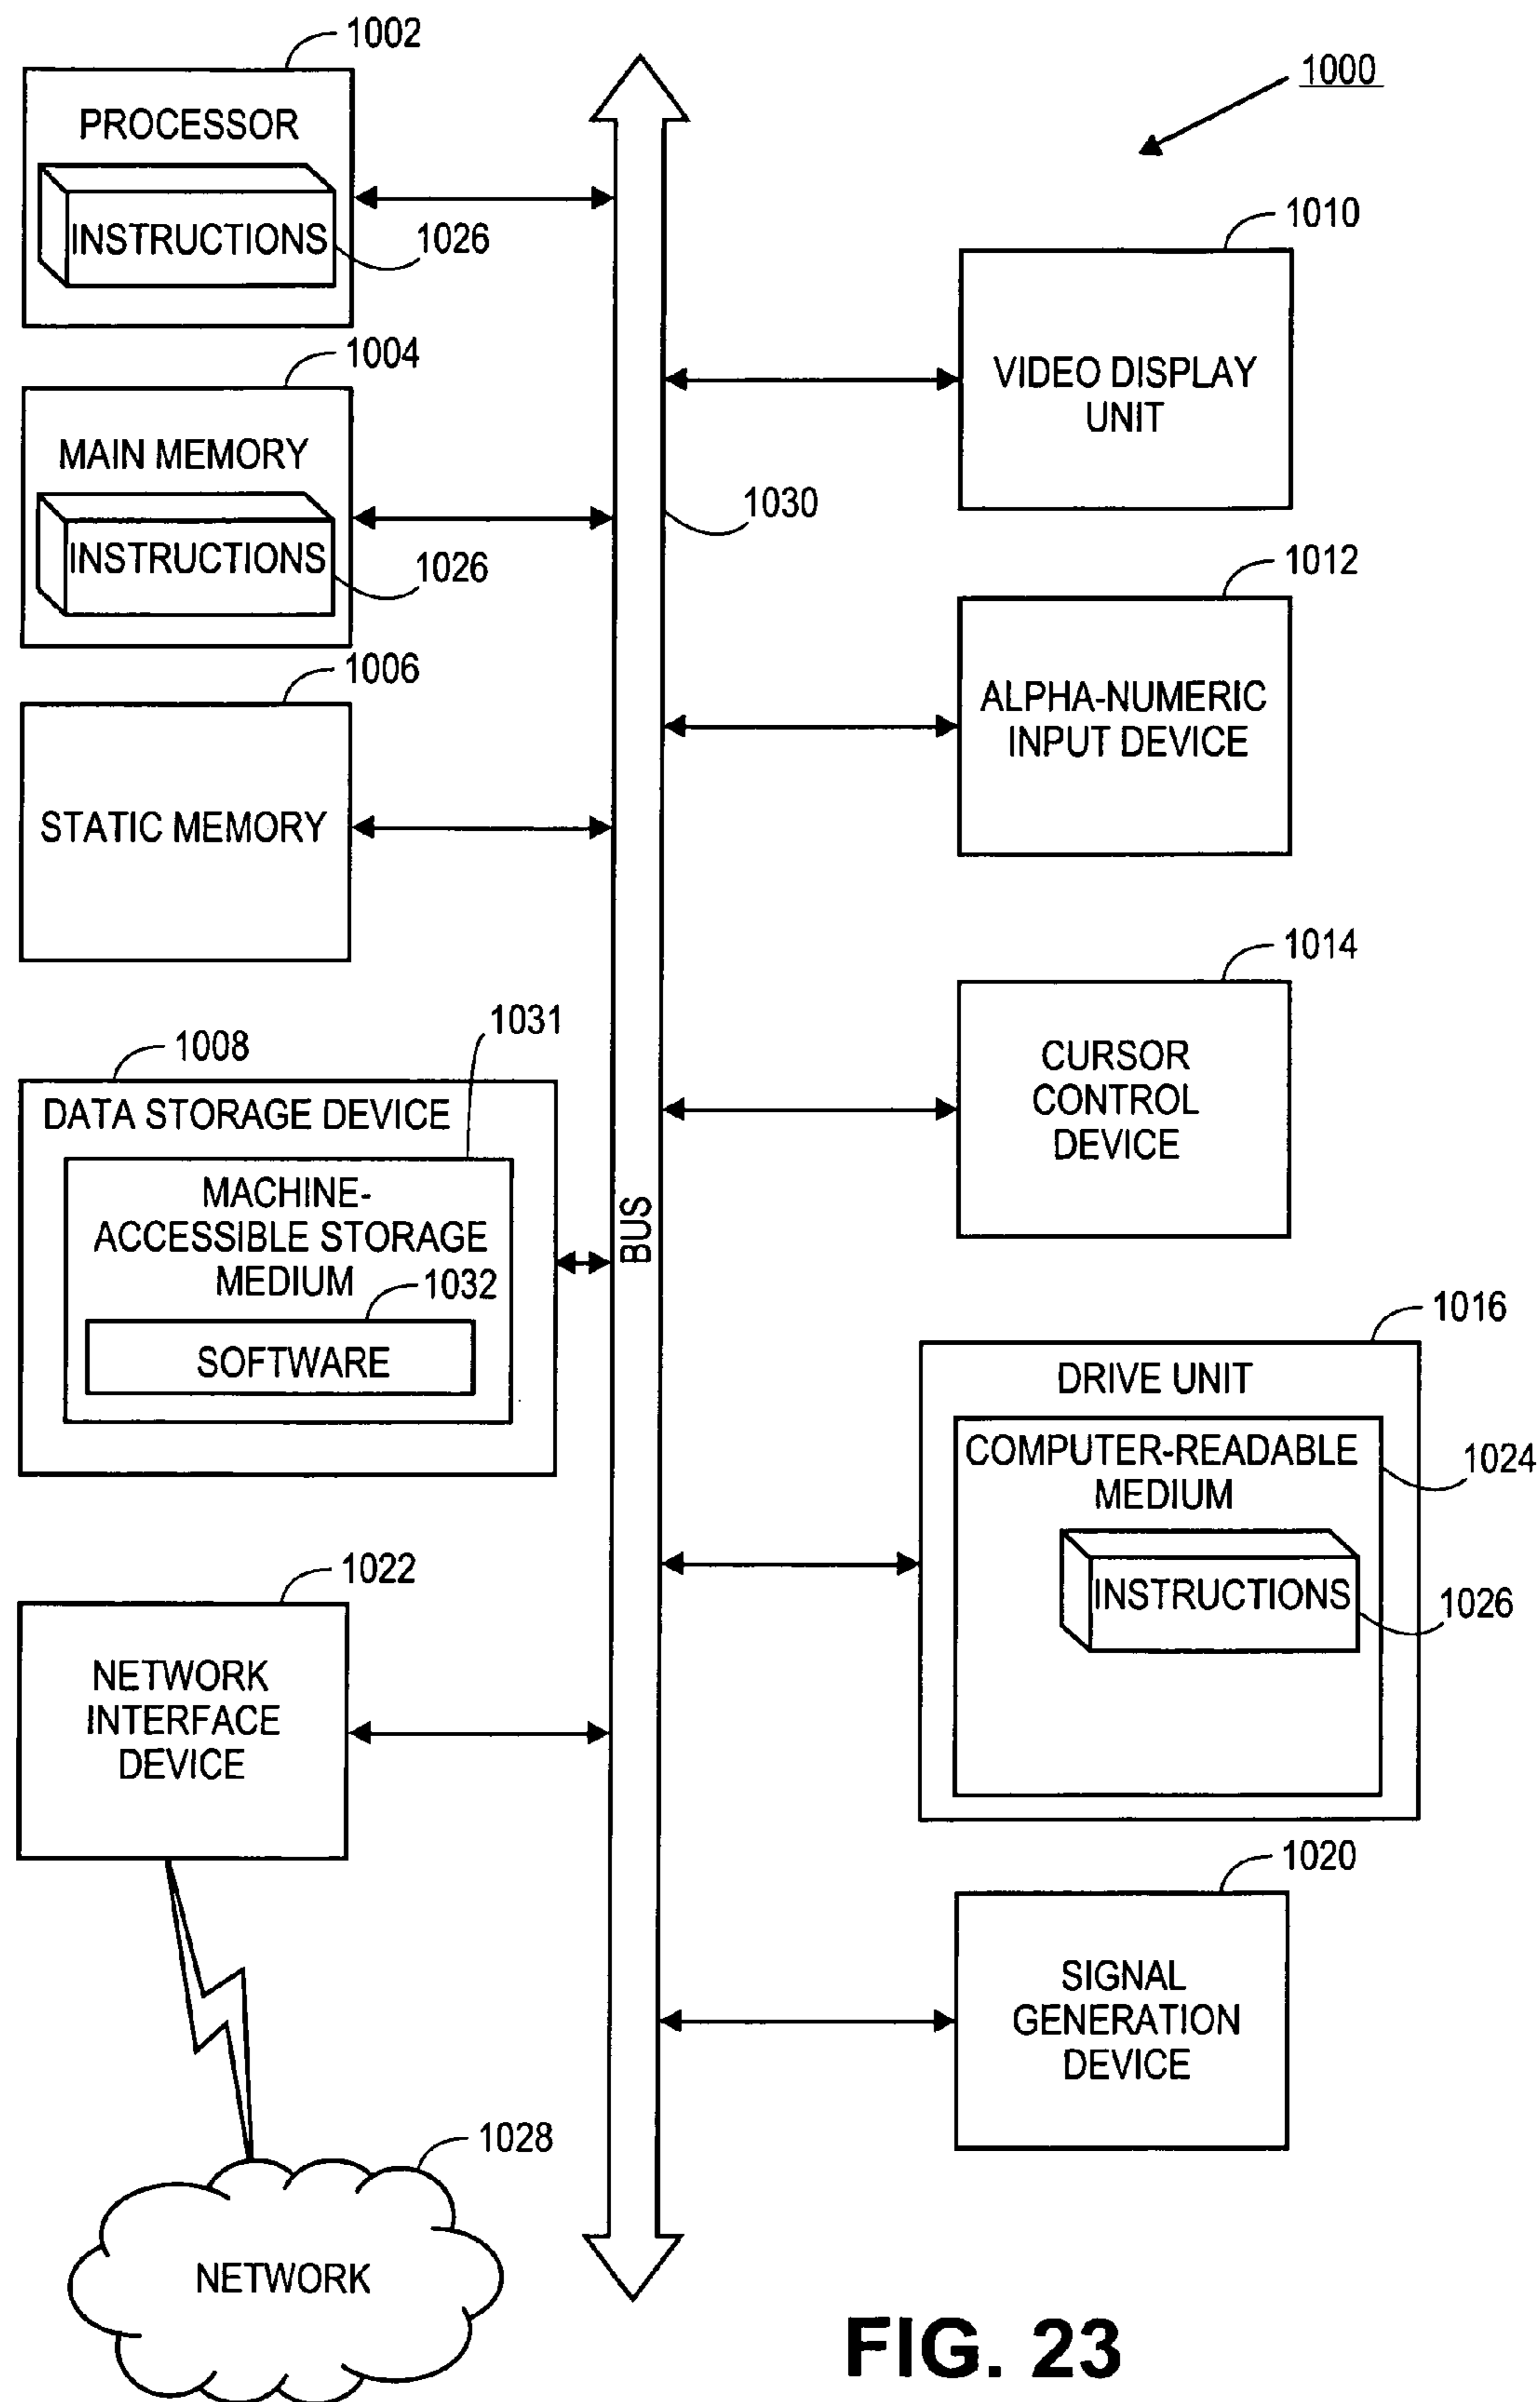 1002
PROCESSOR
INSTRUCTIONS
1026
1004
MAIN MEMORY
INSTRUCTIONS
1026
1006
STATIC MEMORY
1008
1031
DATA STORAGE DEVICE
MACHINE-
ACCESSIBLE STORAGE
MEDIUM
1032
SOFTWARE
1022
NETWORK
INTERFACE
DEVICE
1028
NETWORK
BUS
1030
1000
1010
VIDEO DISPLAY
UNIT
1012
ALPHA-NUMERIC
INPUT DEVICE
1014
CURSOR
CONTROL
DEVICE
1016
DRIVE UNIT
COMPUTER-READABLE
MEDIUM
1024
INSTRUCTIONS
1026
1020
SIGNAL
GENERATION
DEVICE
FIG. 23